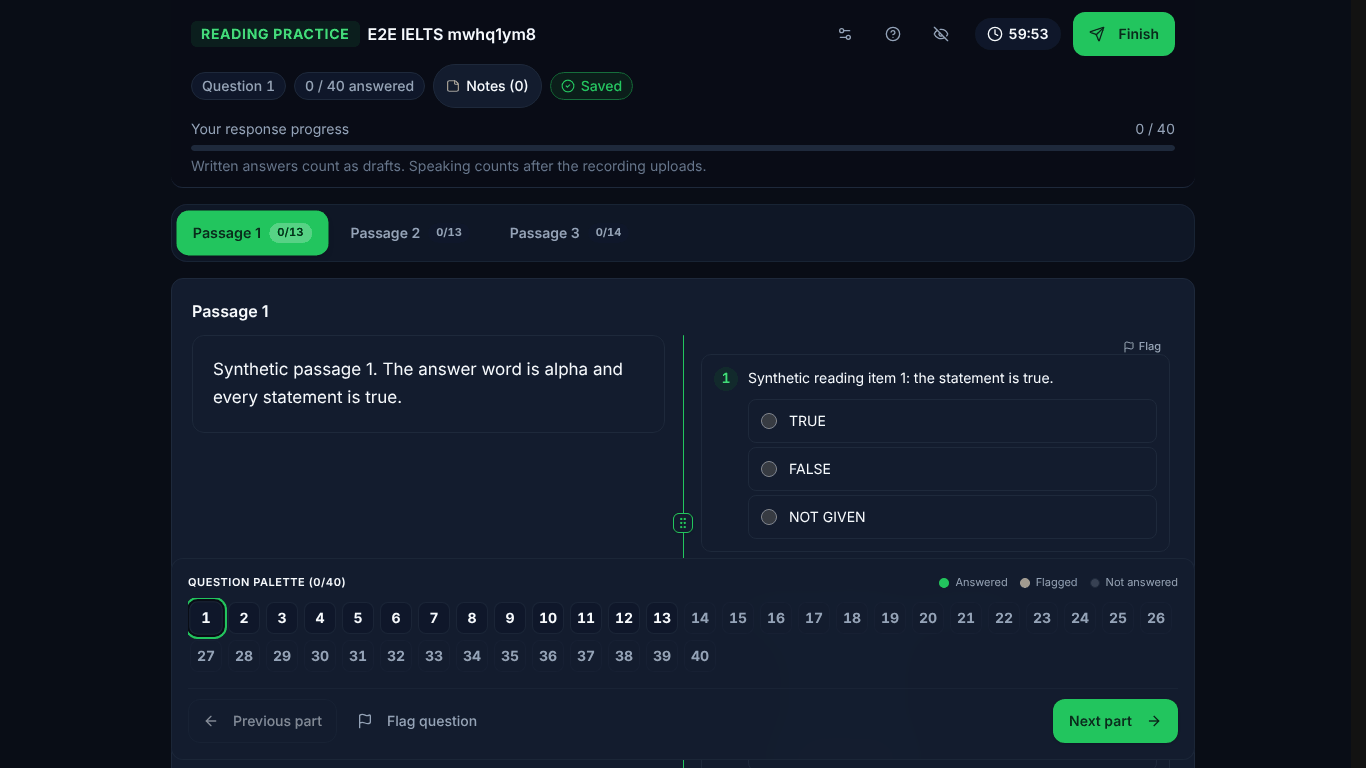 READING PRACTICE E2E IELTS mwhq1ym8 59:53 Finish
Question 1 0 / 40 answered Notes (0) Saved
Your response progress 0 / 40
Written answers count as drafts. Speaking counts after the recording uploads.
Passage 1 0/13 Passage 2 0/13 Passage 3 0/14
Passage 1
Synthetic passage 1. The answer word is alpha and
every statement is true.
Flag
1 Synthetic reading item 1: the statement is true.
TRUE
FALSE
NOT GIVEN
QUESTION PALETTE (0/40) Answered Flagged Not answered
1 2 3 4 5 6 7 8 9 10 11 12 13 14 15 16 17 18 19 20 21 22 23 24 25 26
27 28 29 30 31 32 33 34 35 36 37 38 39 40
Previous part Flag question Next part